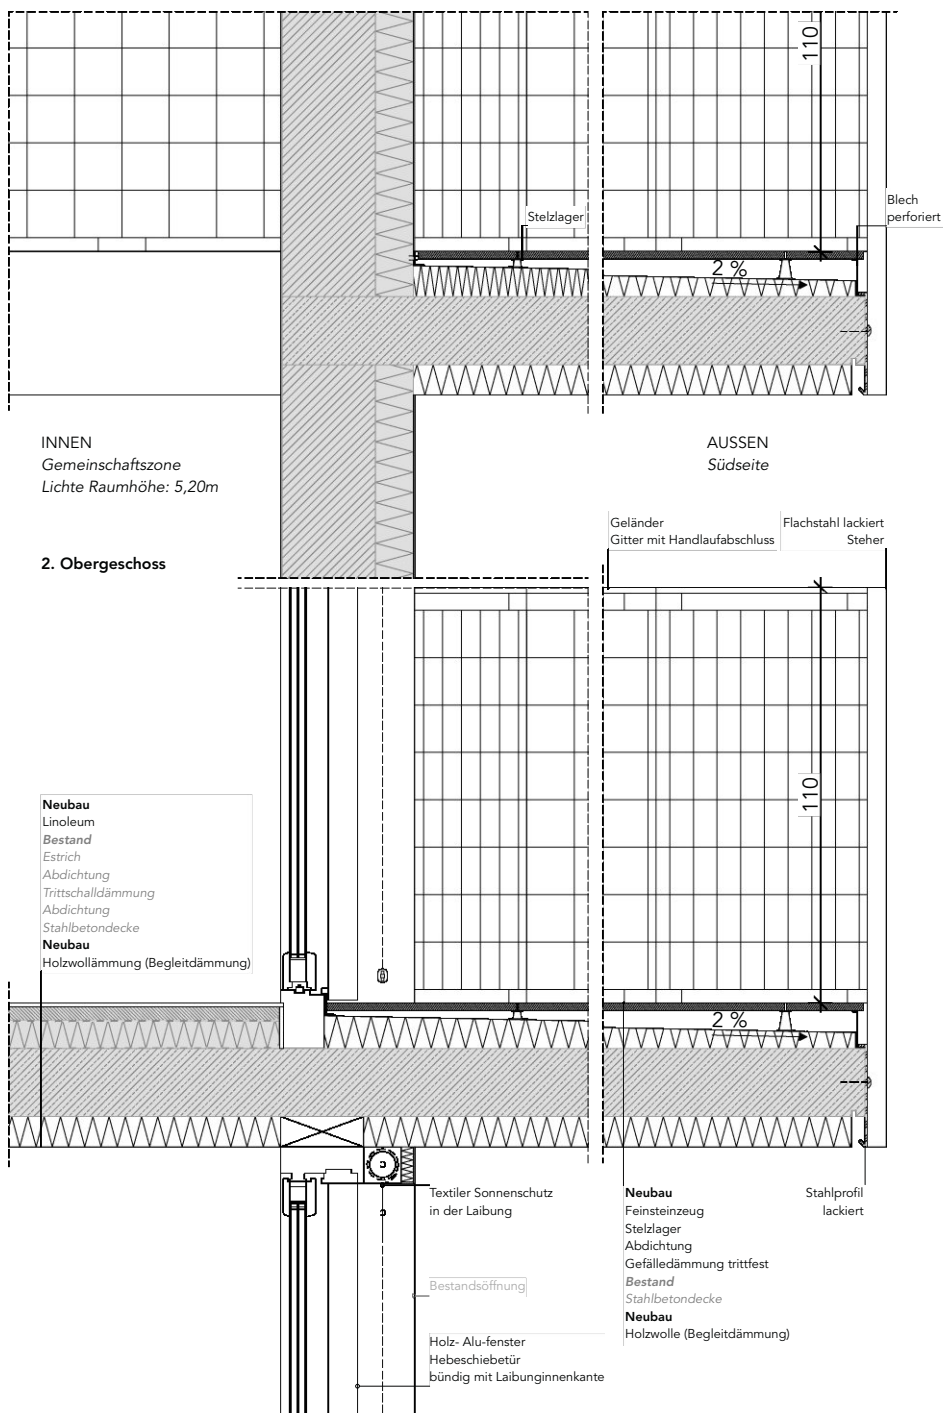 110
Stelzlager
Blech
perforiert
2 %
INNEN
Gemeinschaftszone
Lichte Raumhöhe: 5,20m
AUSSEN
Südseite
2. Obergeschoss
Geländer
Gitter mit Handlaufabschluss
Flachstahl lackiert
Steher
110
Neubau
Linoleum
Bestand
Estrich
Abdichtung
Trittschalldämmung
Abdichtung
Stahlbetondecke
Neubau
Holzwollämmung (Begleitdämmung)
2 %
Textiler Sonnenschutz
in der Laibung
Bestandsöffnung
Holz- Alu-fenster
Hebeschiebetür
bündig mit Laibunginnenkante
Neubau
Feinsteinzeug
Stelzlager
Abdichtung
Gefälledämmung trittfest
Bestand
Stahlbetondecke
Neubau
Holzwolle (Begleitdämmung)
Stahlprofil
lackiert